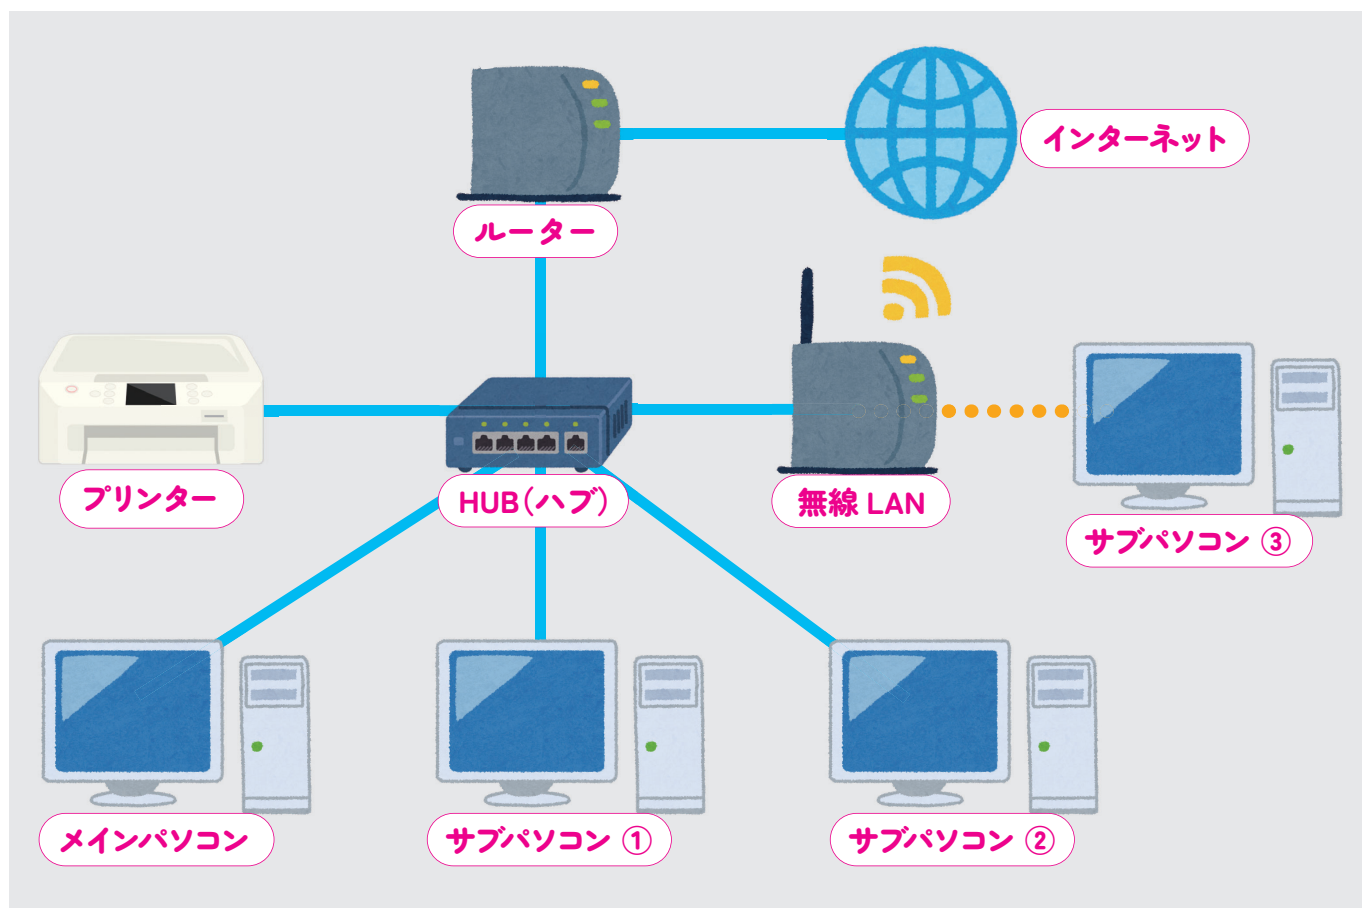 インターネット
ルーター
プリンター
HUB(ハブ)
無線 LAN
サブパソコン ③
メインパソコン
サブパソコン ①
サブパソコン ②